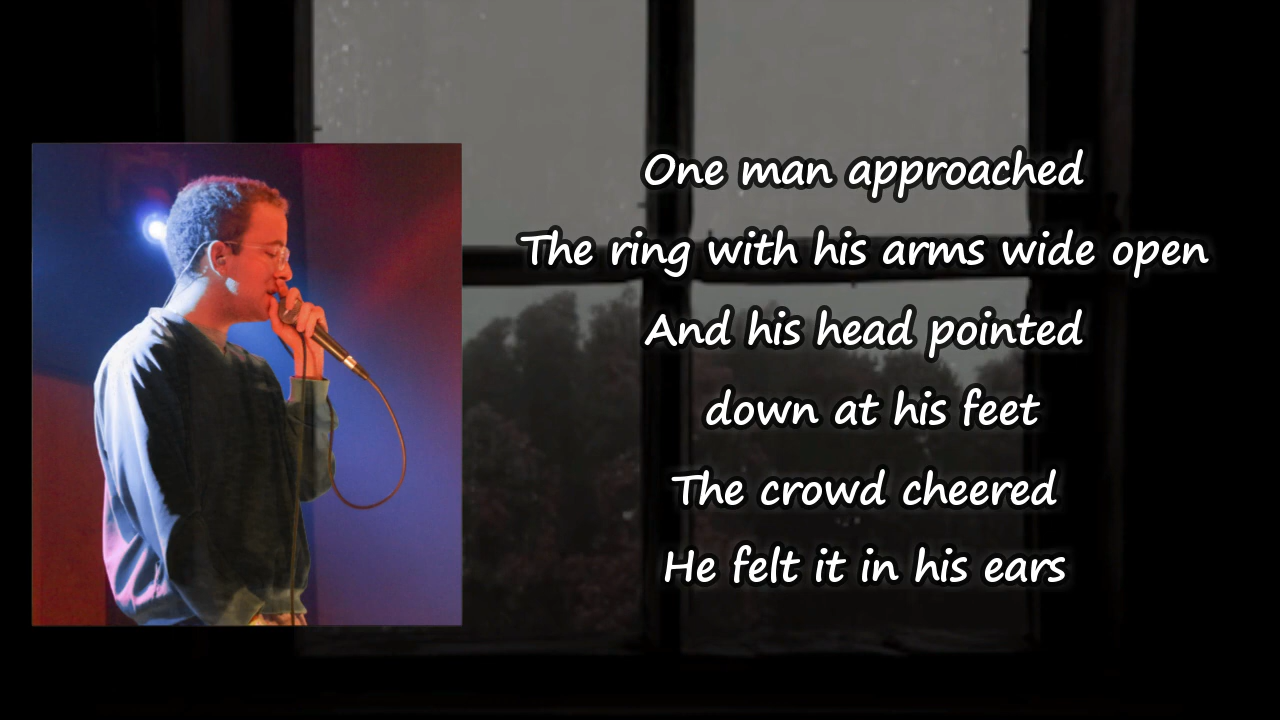 One man approached
The ring with his arms wide open
And his head pointed
down at his feet
The crowd cheered
He felt it in his ears